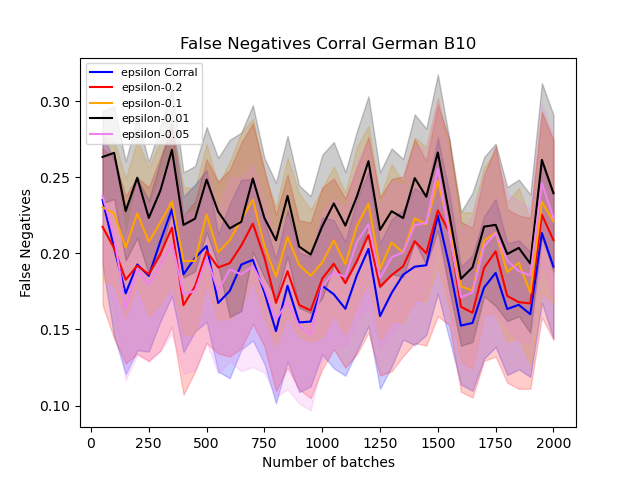 False Negatives Corral German B10
epsilon Corral
epsilon-0.2
epsilon-0.1
epsilon-0.01
epsilon-0.05
False Negatives
0.30
0.25
0.20
0.15
0.10
0 250 500 750 1000 1250 1500 1750 2000
Number of batches